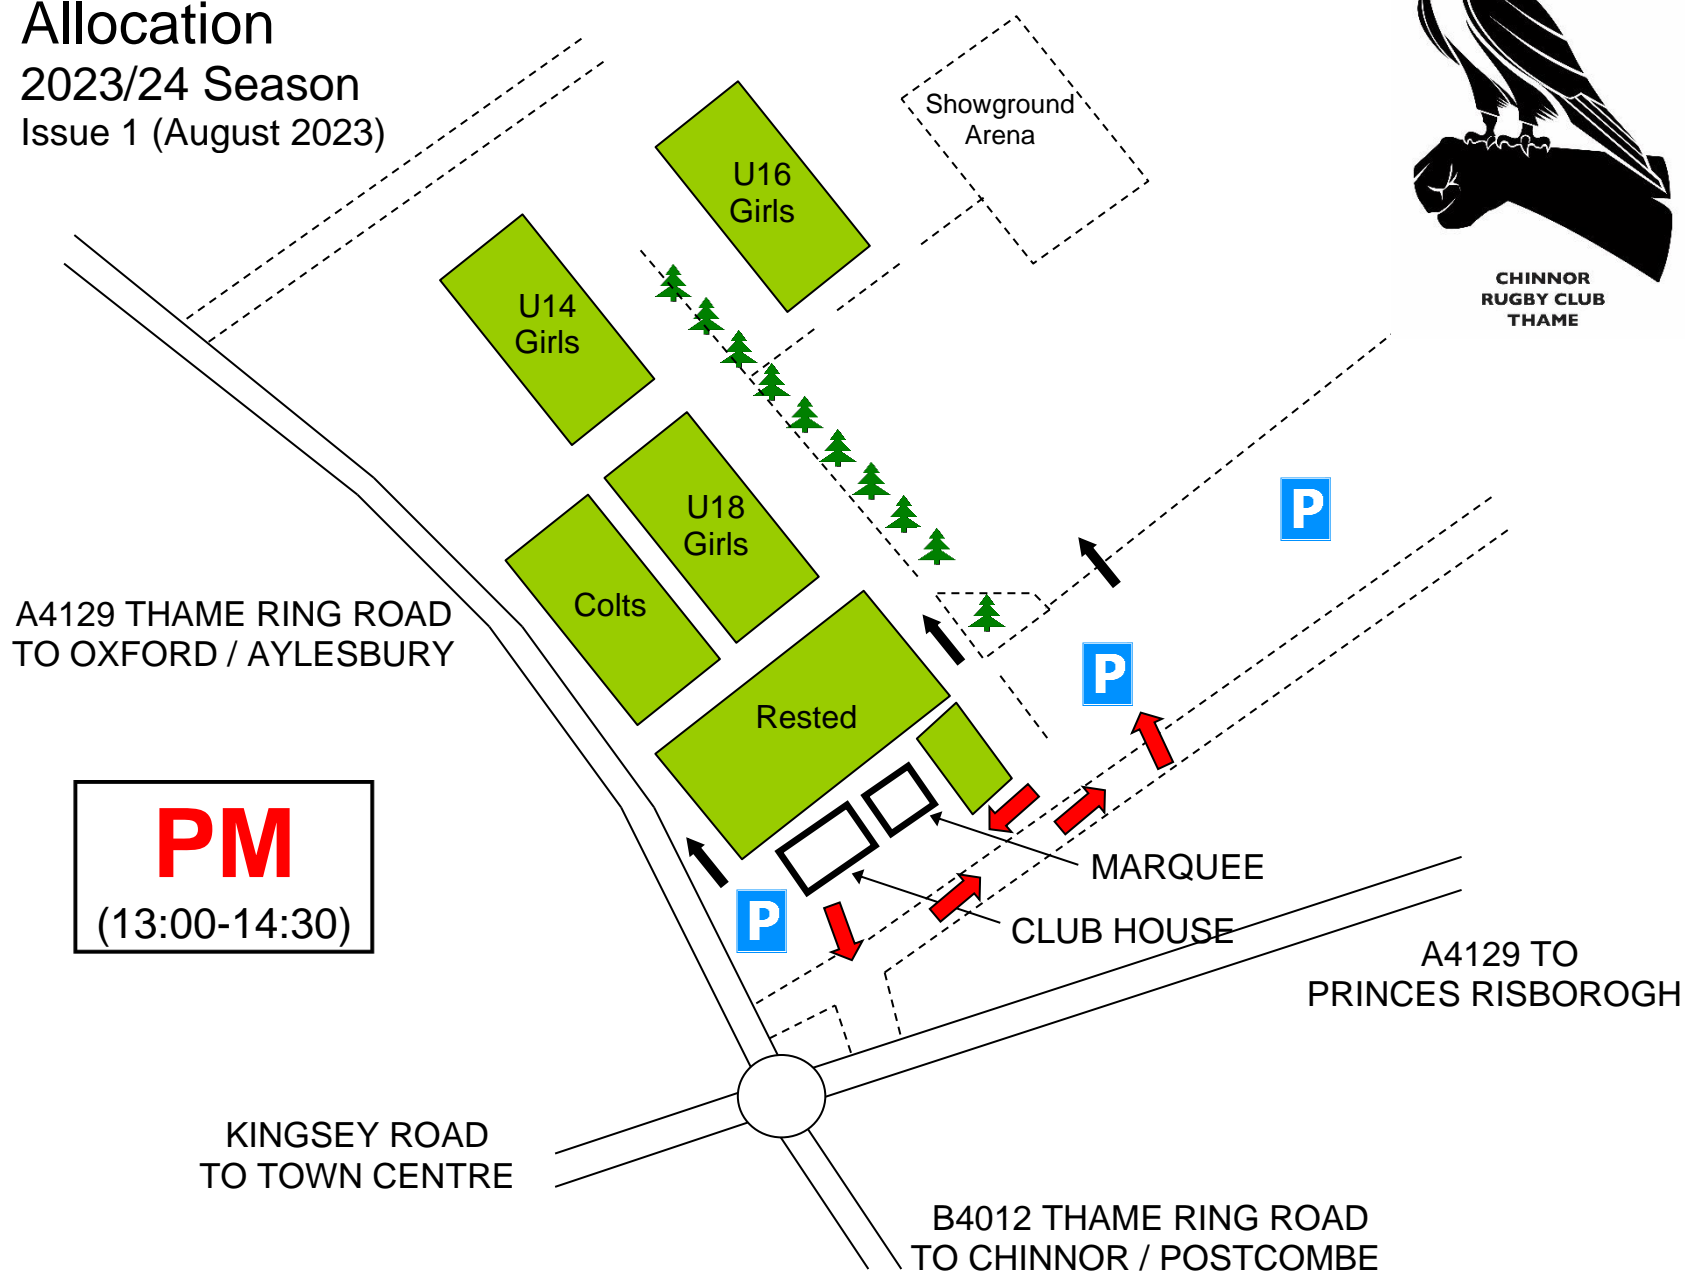 Allocation
2023/24 Season
Issue 1 (August 2023)
Showground
Arena
U16
Girls
CHINNOR
RUGBY CLUB
THAME
U14
Girls
P
U18
Girls
Colts
A4129 THAME RING ROAD
TO OXFORD / AYLESBURY
P
Rested
PM
(13:00-14:30)
MARQUEE
P
CLUB HOUSE
A4129 TO
PRINCES RISBOROGH
KINGSEY ROAD
TO TOWN CENTRE
B4012 THAME RING ROAD
TO CHINNOR / POSTCOMBE